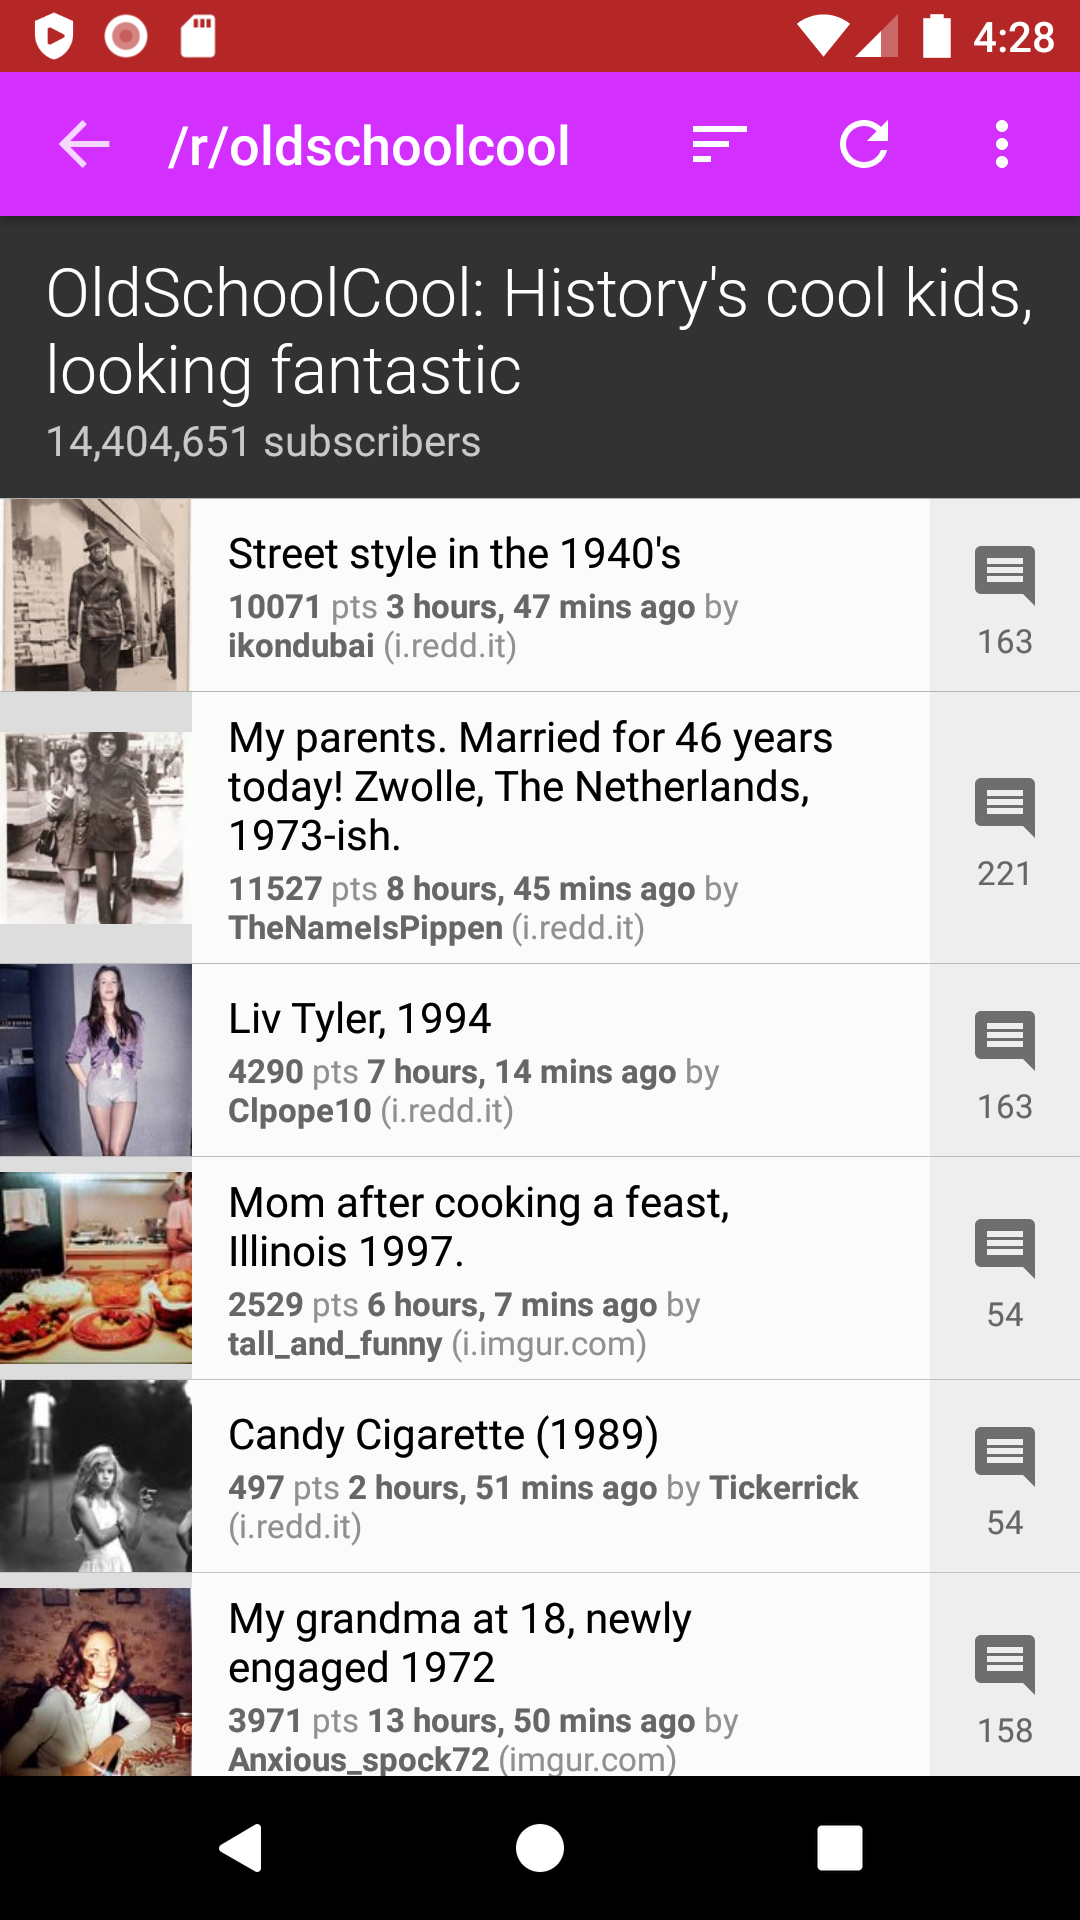 4:28
/r/oldschoolcool
OldSchoolCool: History's cool kids,
looking fantastic
14,404,651 subscribers
Street style in the 1940's
10071 pts 3 hours, 47 mins ago by
ikondubai (i.redd.it)
163
My parents. Married for 46 years
today! Zwolle, The Netherlands,
1973-ish.
11527 pts 8 hours, 45 mins ago by
TheNameIsPippen (i.redd.it)
221
Liv Tyler, 1994
4290 pts 7 hours, 14 mins ago by
Clpope10 (i.redd.it)
163
Mom after cooking a feast,
Illinois 1997.
2529 pts 6 hours, 7 mins ago by
tall_and_funny (i.imgur.com)
54
Candy Cigarette (1989)
497 pts 2 hours, 51 mins ago by Tickerrick
(i.redd.it)
54
My grandma at 18, newly
engaged 1972
3971 pts 13 hours, 50 mins ago by
Anxious_spock72 (imgur.com)
158